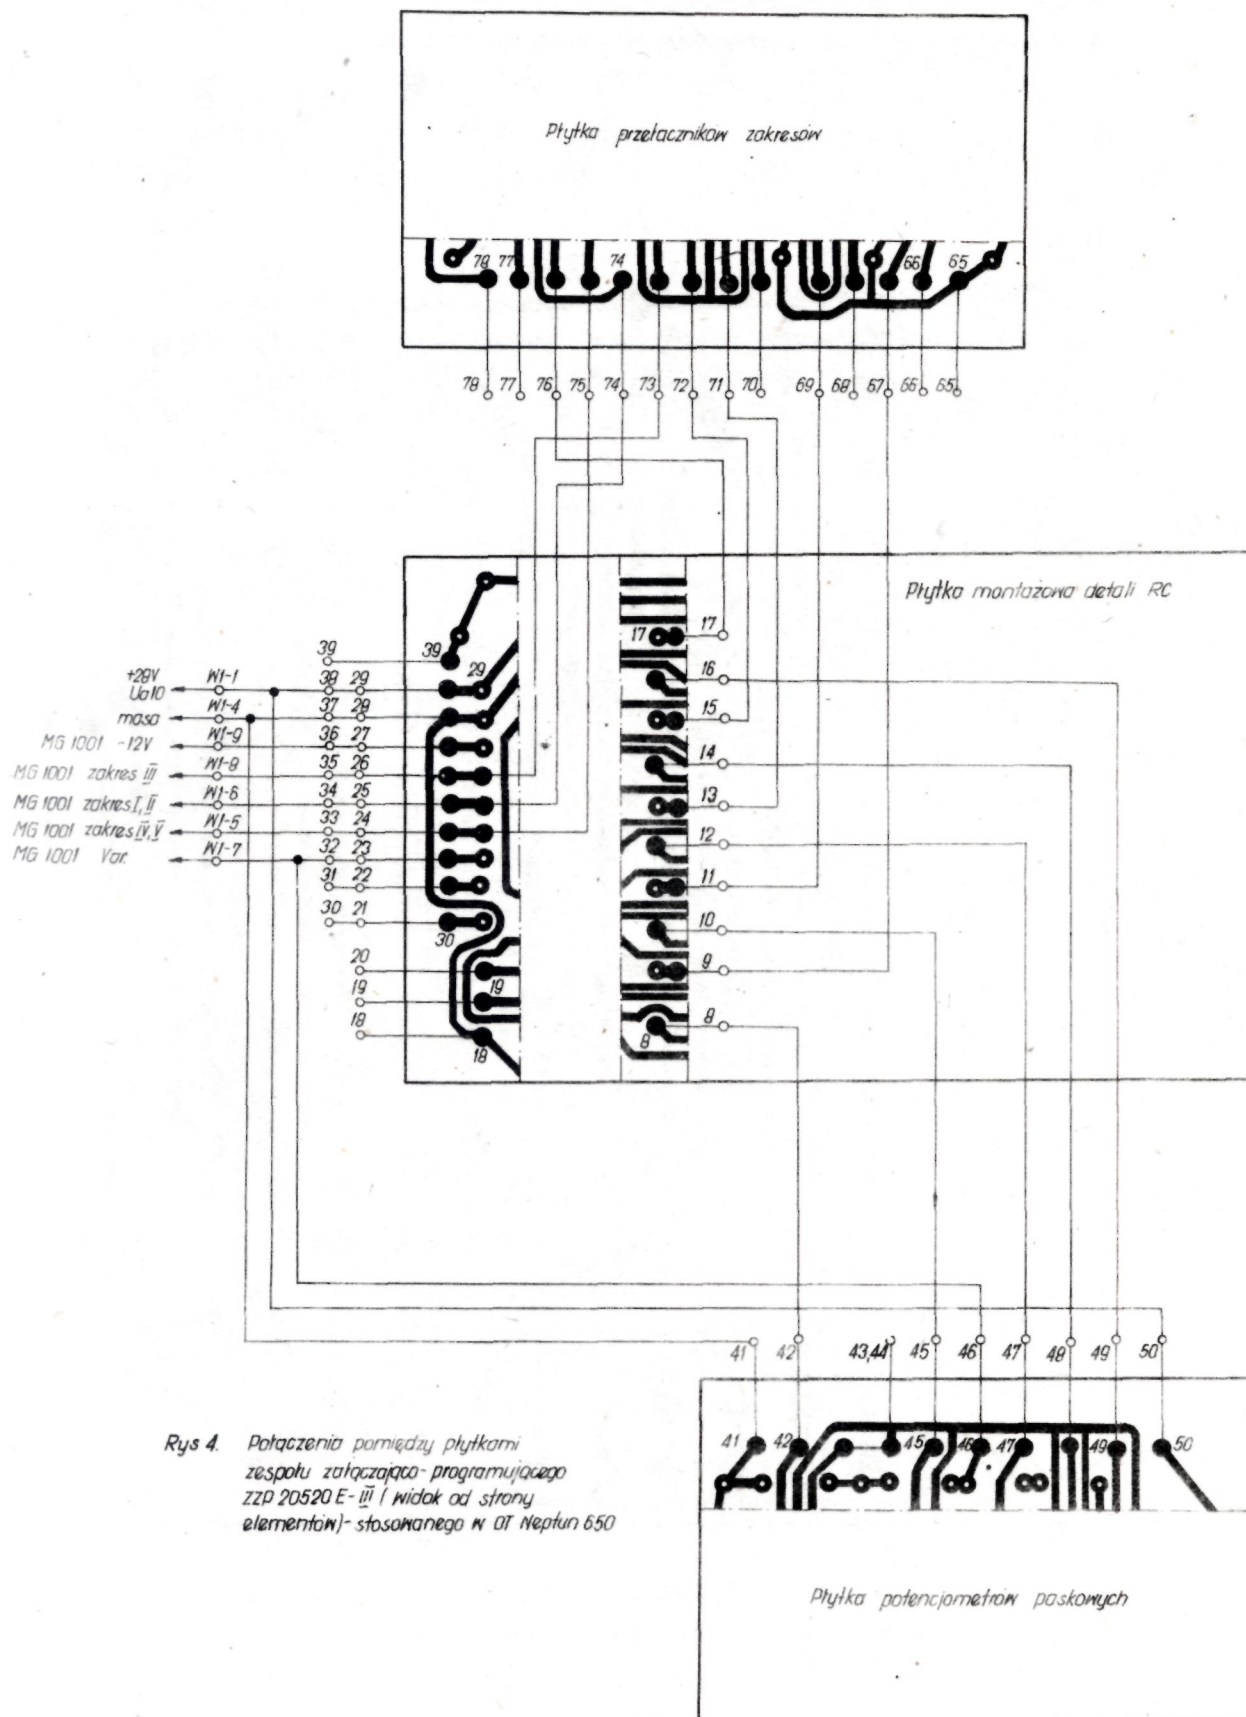 Płytka przełaczników zakresów
78 77 74 66 65
78 77 76 75 74 73 72 71 70 69 68 67 66 65
Płytka montażowa detali RC
17 17
39 39
16
29
+28V
Ua10 W1-1 38 29
15
masa W1-4 37 28
MG 1001 -12V W1-9 36 27
14
MG 1001 zakres III W1-8 35 26
MG 1001 zakres I, II W1-6 34 25
13
MG 1001 zakres IV, V W1-5 33 24
12
MG 1001 Var. W1-7 32 23
31 22
11
30 21
30
10
20
9
19 19
18
8 8
18
41 42 43,44 45 46 47 48 49 50
41 42 45 46 47 49 50
Rys 4. Połączenia pomiędzy płytkami
zespołu załączająco-programującego
ZZP 20520 E-III ( widok od strony
elementów)- stosowanego w OT Neptun 650
Płytka potencjometrów paskowych